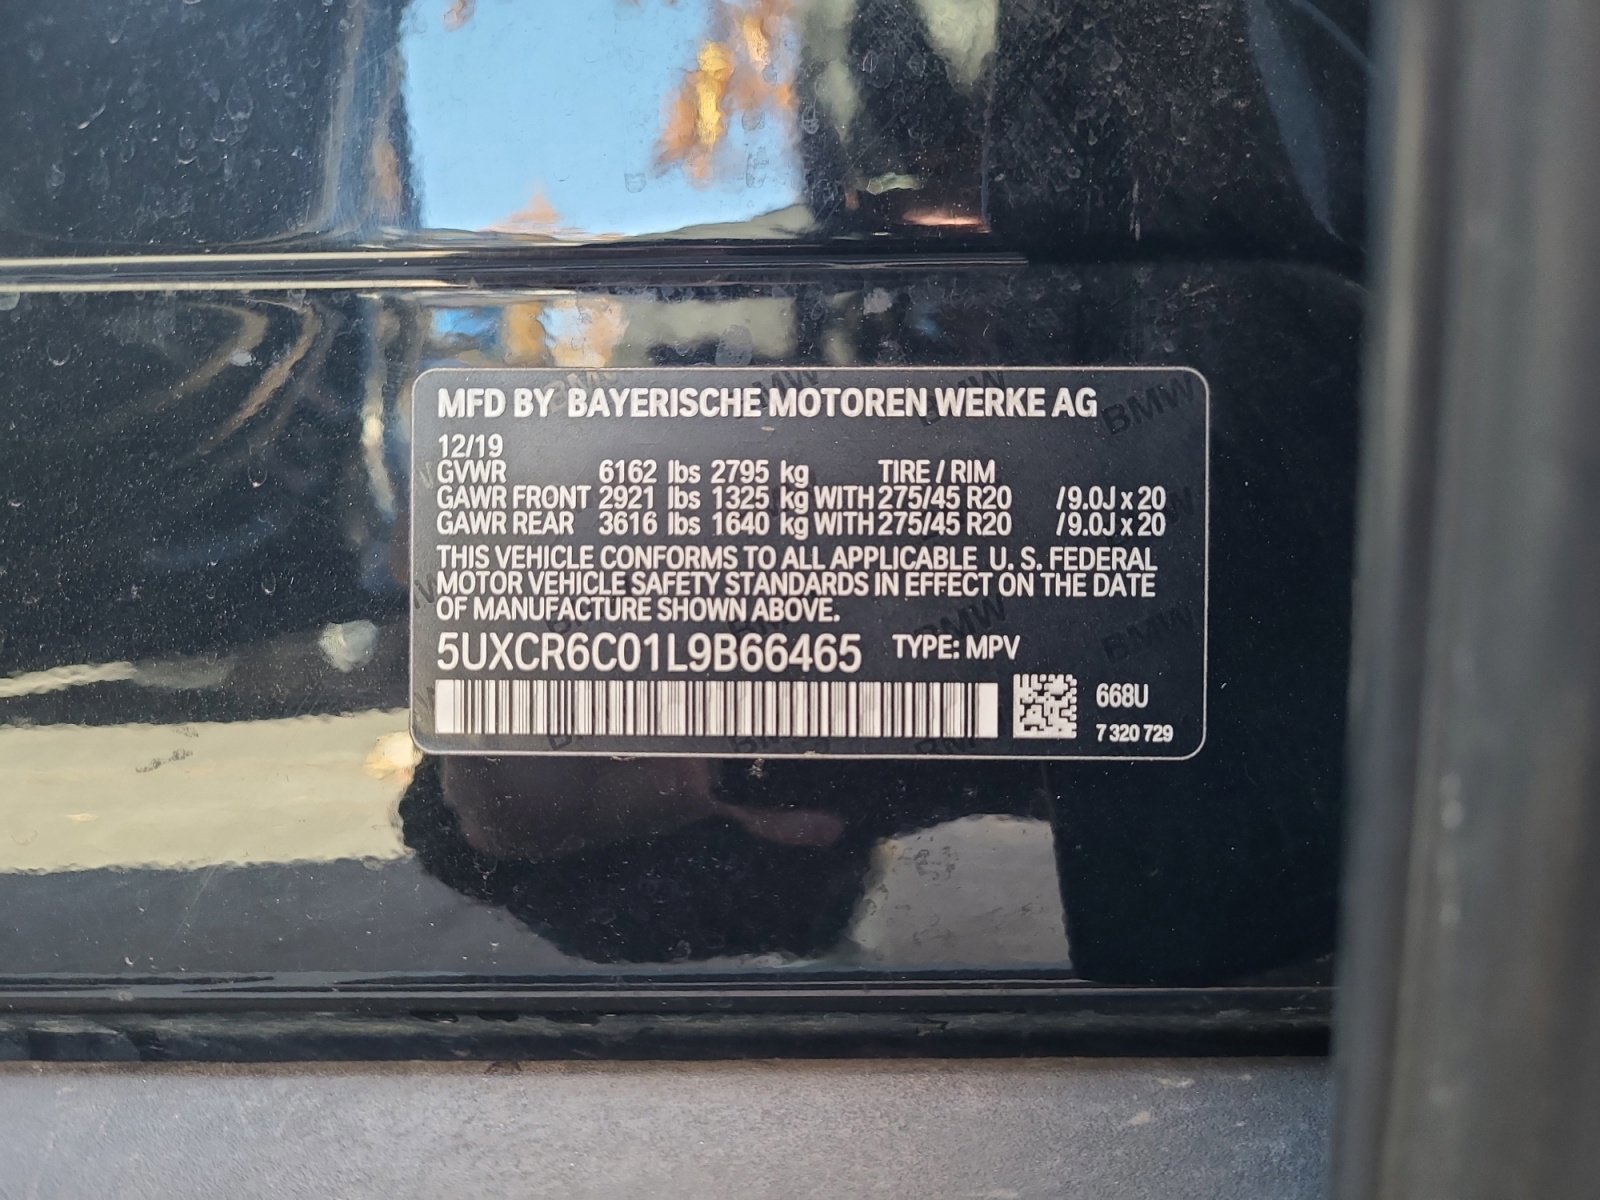 MFD BY BAYERISCHE MOTOREN WERKE AG
12/19
GVWR 6162 lbs 2795 kg TIRE / RIM
GAWR FRONT 2921 lbs 1325 kg WITH 275/45 R20 /9.0J x 20
GAWR REAR 3616 lbs 1640 kg WITH 275/45 R20 /9.0J x 20
THIS VEHICLE CONFORMS TO ALL APPLICABLE U. S. FEDERAL
MOTOR VEHICLE SAFETY STANDARDS IN EFFECT ON THE DATE
OF MANUFACTURE SHOWN ABOVE.
5UXCR6C01L9B66465 TYPE: MPV
668U
7 320 729